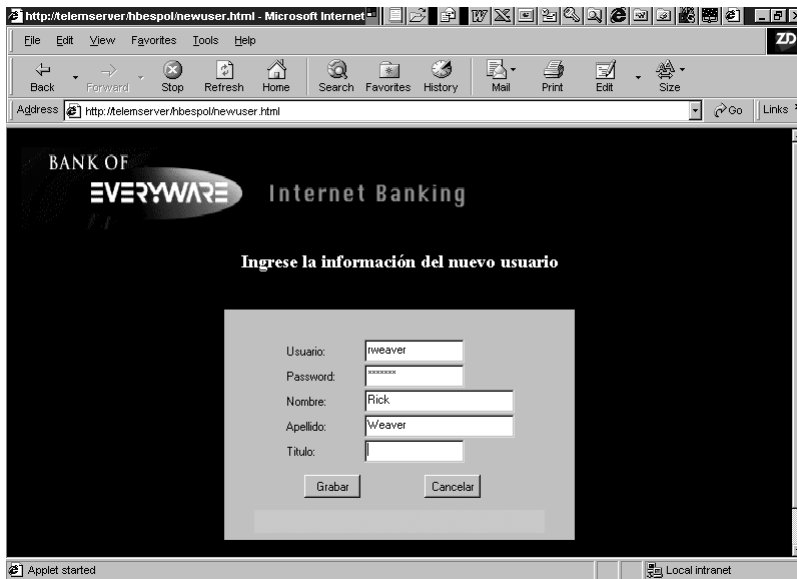 http://telemserver/hbespol/newuser.html - Microsoft Internet
File Edit View Favorites Tools Help
Back Forward Stop Refresh Home Search Favorites History Mail Print Edit Size
Address http://telemserver/hbespol/newuser.html Go Links
BANK OF
EVERYWARE Internet Banking
Ingrese la información del nuevo usuario
Usuario: rweaver
Password: *******
Nombre: Rick
Apellido: Weaver
Titulo:
Grabar Cancelar
Applet started Local intranet